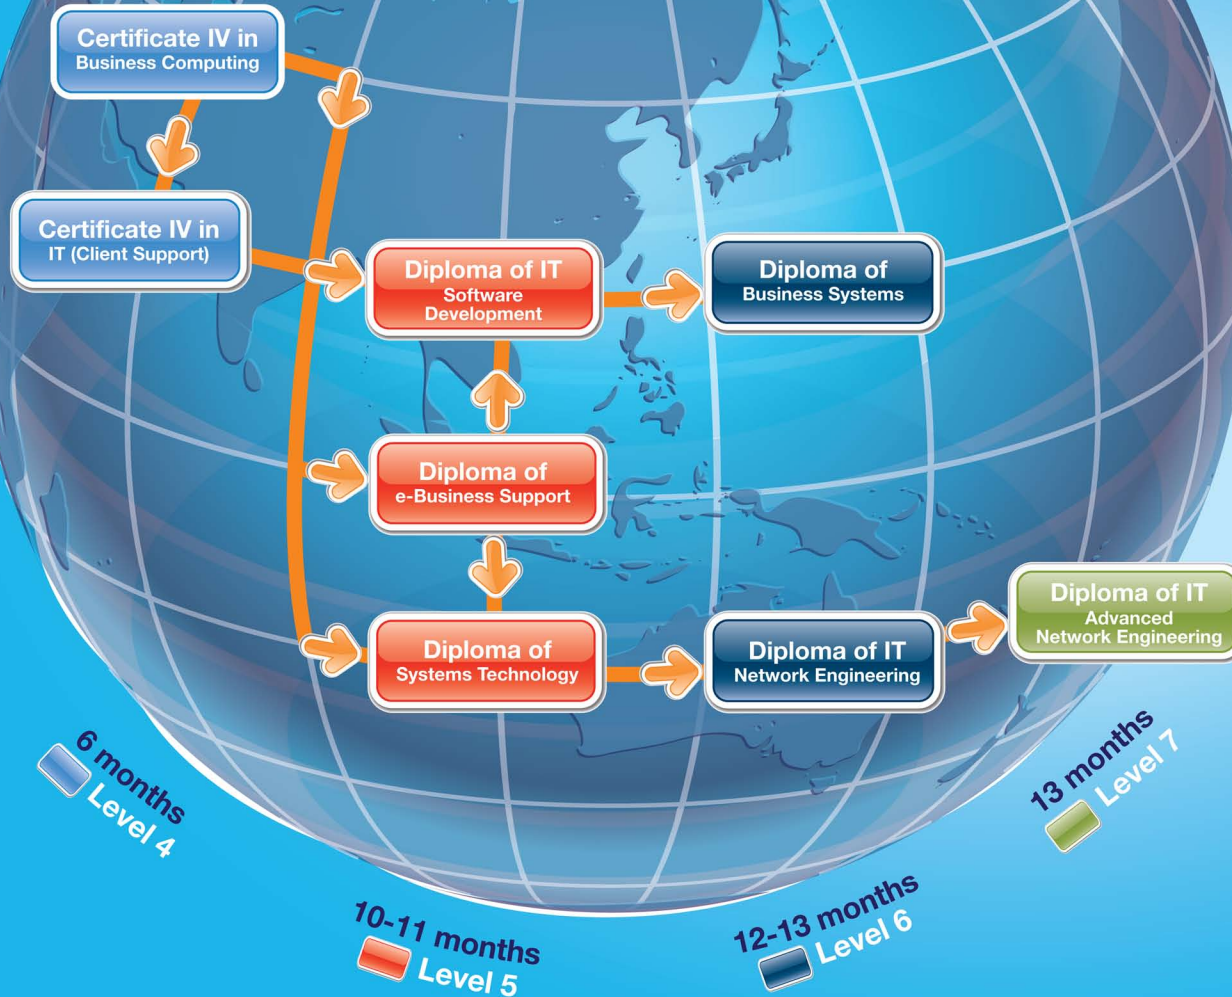 Certificate IV in
Business Computing
Certificate IV in
IT (Client Support)
Diploma of IT
Software
Development
Diploma of
Business Systems
Diploma of
e-Business Support
Diploma of
Systems Technology
Diploma of IT
Network Engineering
Diploma of IT
Advanced
Network Engineering
6 months
Level 4
10-11 months
Level 5
12-13 months
Level 6
13 months
Level 7